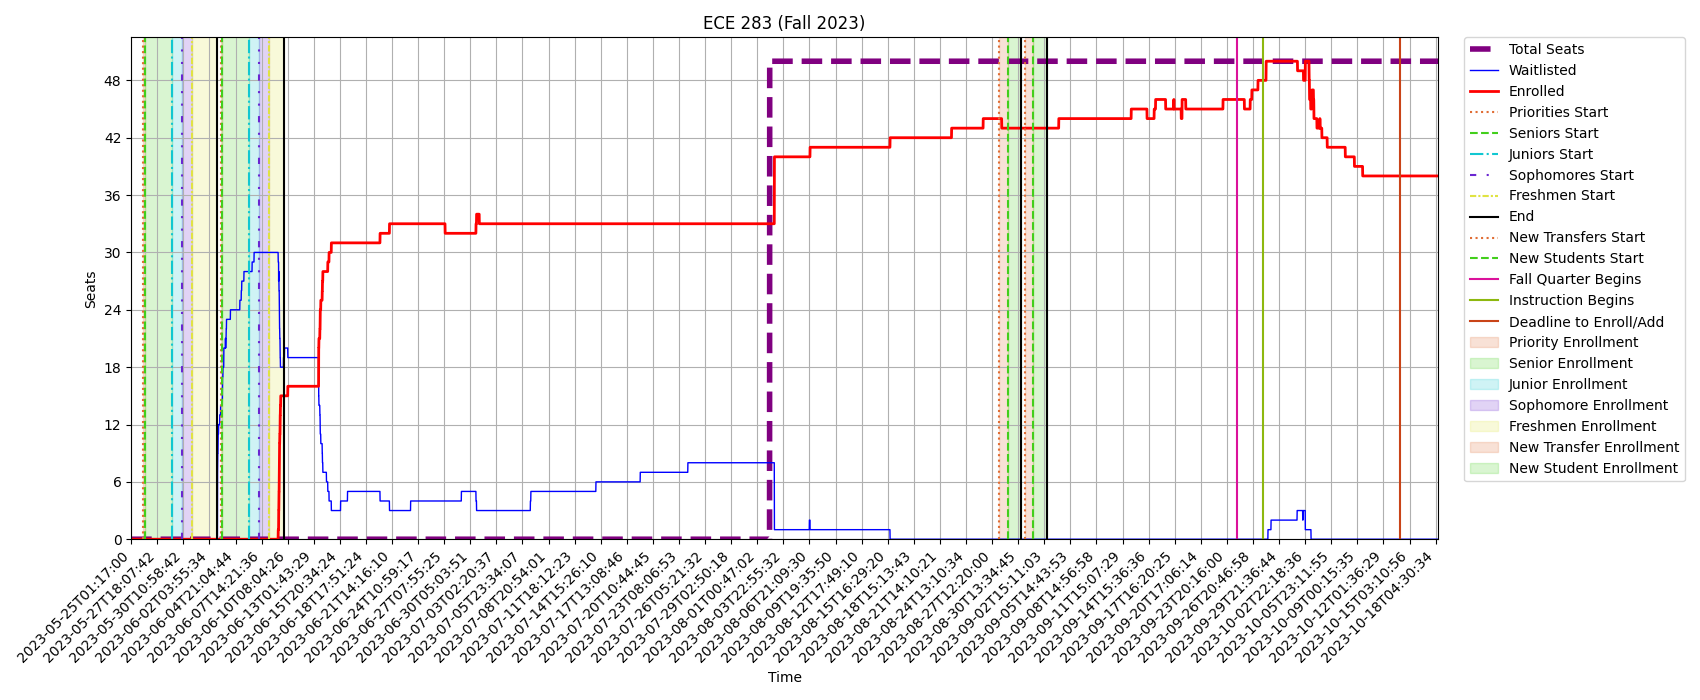 ECE 283 (Fall 2023)
Seats
48
42
36
30
24
18
12
6
0
2023-05-25T01:17:00
2023-05-27T18:07:42
2023-05-30T10:58:42
2023-06-02T03:55:34
2023-06-04T21:04:44
2023-06-07T14:21:36
2023-06-10T08:04:26
2023-06-13T01:43:29
2023-06-15T20:34:24
2023-06-18T17:51:24
2023-06-21T14:16:10
2023-06-24T10:59:17
2023-06-27T07:55:25
2023-06-30T05:03:51
2023-07-03T02:20:37
2023-07-05T23:34:07
2023-07-08T20:54:01
2023-07-11T18:12:23
2023-07-14T15:26:10
2023-07-17T13:08:46
2023-07-20T10:44:45
2023-07-23T08:06:53
2023-07-26T05:21:32
2023-07-29T02:50:18
2023-08-01T00:47:02
2023-08-03T22:55:32
2023-08-06T21:09:30
2023-08-09T19:35:50
2023-08-12T17:49:10
2023-08-15T16:29:20
2023-08-18T15:13:43
2023-08-21T14:10:21
2023-08-24T13:10:34
2023-08-27T12:20:00
2023-08-30T13:34:45
2023-09-02T15:11:03
2023-09-05T14:43:53
2023-09-08T14:56:58
2023-09-11T15:07:29
2023-09-14T15:36:36
2023-09-17T16:20:25
2023-09-20T17:06:14
2023-09-23T20:16:00
2023-09-26T20:46:58
2023-09-29T21:36:44
2023-10-02T22:18:36
2023-10-05T23:11:55
2023-10-09T00:15:35
2023-10-12T01:36:29
2023-10-15T03:10:56
2023-10-18T04:30:34
Time
Total Seats
Waitlisted
Enrolled
Priorities Start
Seniors Start
Juniors Start
Sophomores Start
Freshmen Start
End
New Transfers Start
New Students Start
Fall Quarter Begins
Instruction Begins
Deadline to Enroll/Add
Priority Enrollment
Senior Enrollment
Junior Enrollment
Sophomore Enrollment
Freshmen Enrollment
New Transfer Enrollment
New Student Enrollment